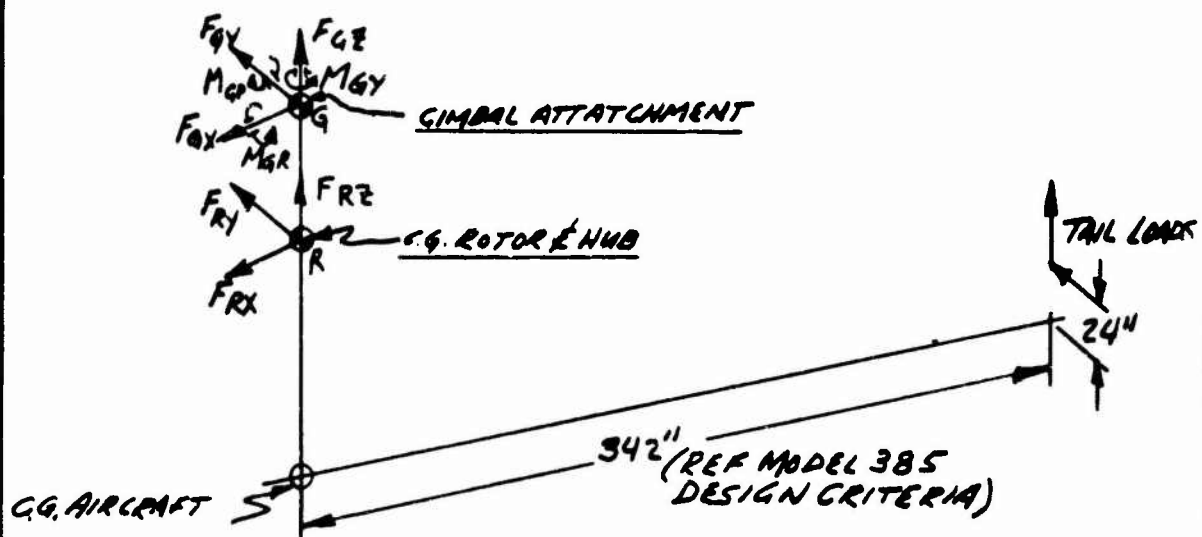 FGY
FGZ
MGP
MGY
G
GIMBAL ATTATCHMENT
FGX
MGR
FRZ
FRY
C.G. ROTOR & HUB
R
FRX
TAIL LOADS
24"
342" (REF MODEL 385
DESIGN CRITERIA)
C.G. AIRCRAFT